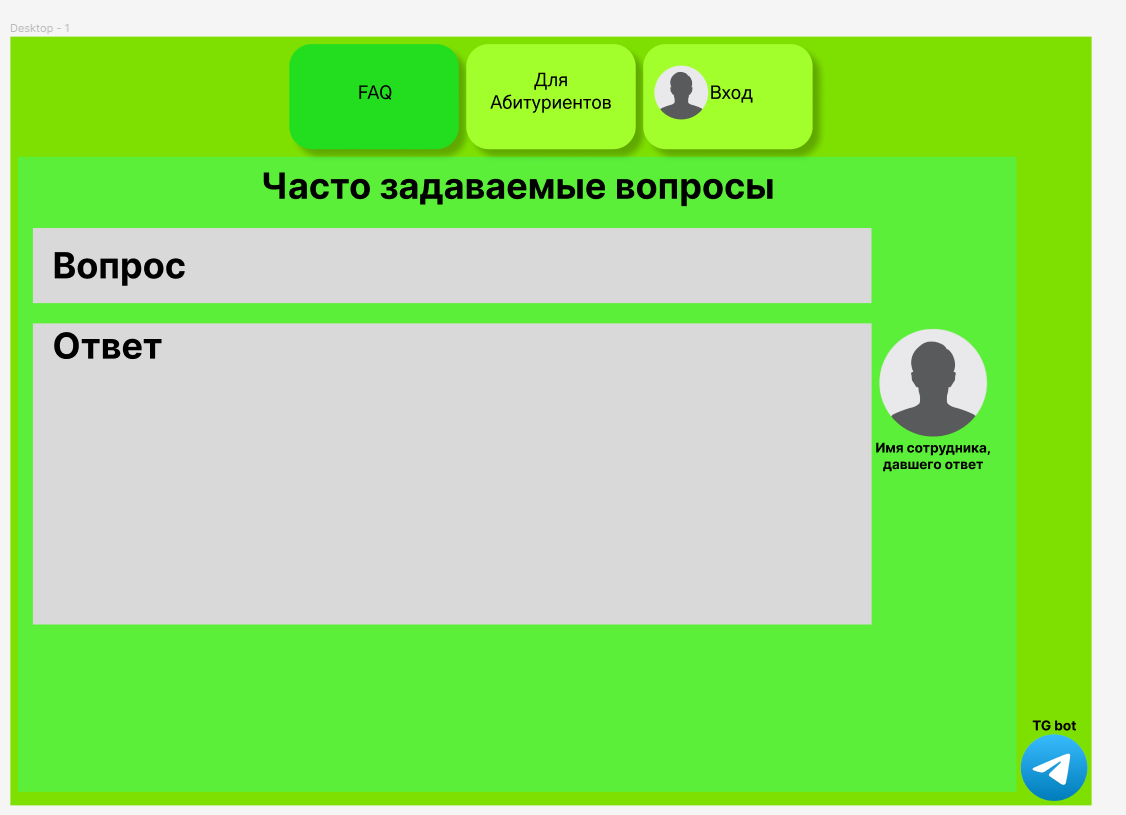 Desktop - 1
FAQ
Для
Абитуриентов
Вход
Часто задаваемые вопросы
Вопрос
Ответ
Имя сотрудника,
давшего ответ
TG bot